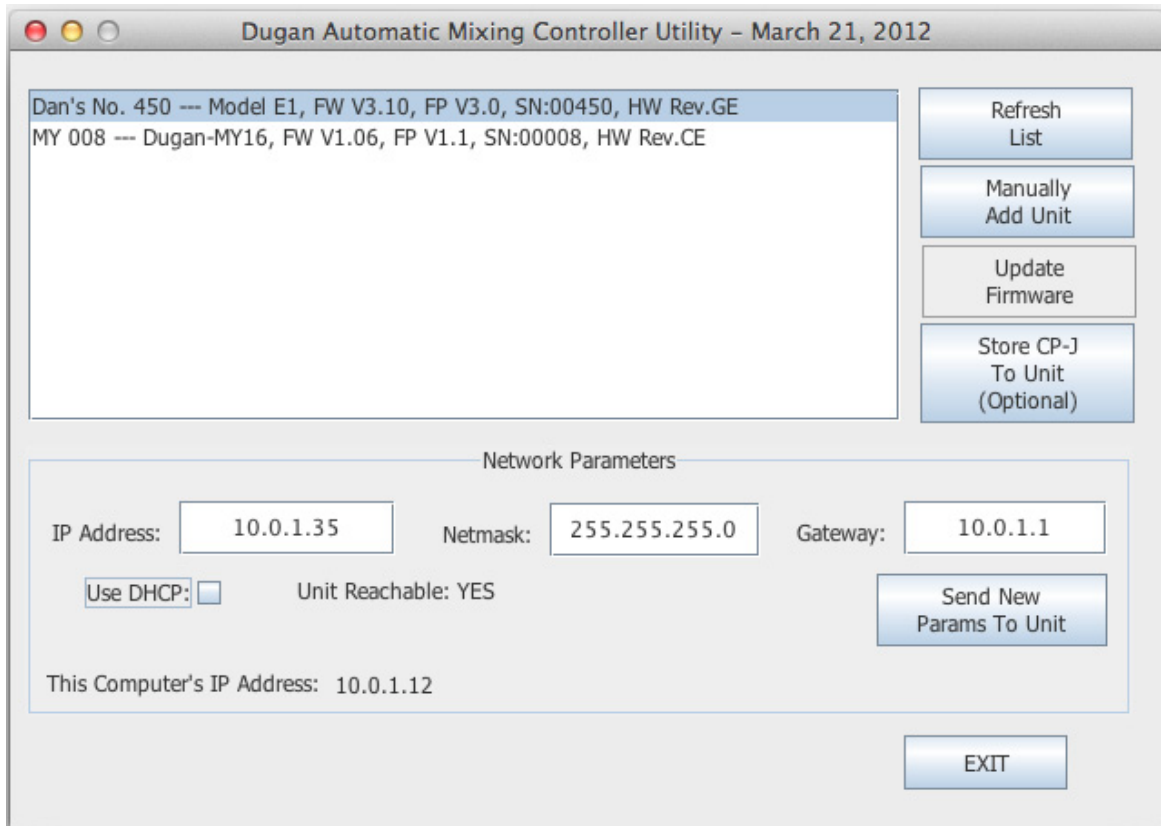 Dugan Automatic Mixing Controller Utility – March 21, 2012
Dan's No. 450 --- Model E1, FW V3.10, FP V3.0, SN:00450, HW Rev.GE
MY 008 --- Dugan-MY16, FW V1.06, FP V1.1, SN:00008, HW Rev.CE
Refresh
List
Manually
Add Unit
Update
Firmware
Store CP-J
To Unit
(Optional)
Network Parameters
IP Address: 10.0.1.35 Netmask: 255.255.255.0 Gateway: 10.0.1.1
Use DHCP: Unit Reachable: YES
Send New
Params To Unit
This Computer's IP Address: 10.0.1.12
EXIT